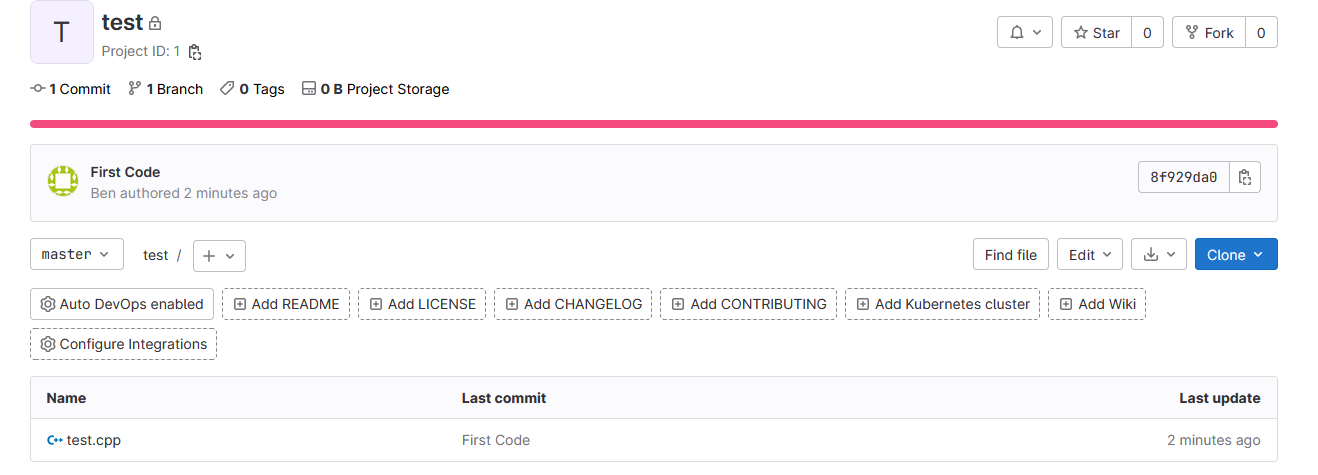 T
test
Project ID: 1
Star 0 Fork 0
1 Commit 1 Branch 0 Tags 0 B Project Storage
First Code
Ben authored 2 minutes ago
8f929da0
master test / Find file Edit Clone
Auto DevOps enabled Add README Add LICENSE Add CHANGELOG Add CONTRIBUTING Add Kubernetes cluster Add Wiki
Configure Integrations
Name Last commit Last update
C++ test.cpp First Code 2 minutes ago